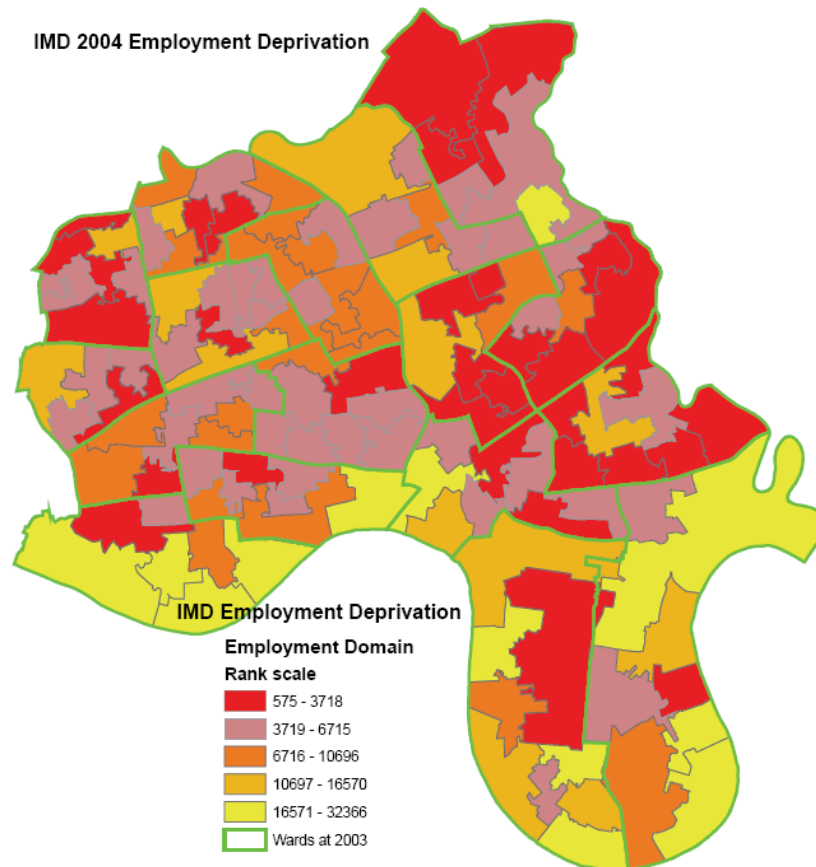 IMD 2004 Employment Deprivation
IMD Employment Deprivation
Employment Domain
Rank scale
575 - 3718
3719 - 6715
6716 - 10696
10697 - 16570
16571 - 32366
Wards at 2003